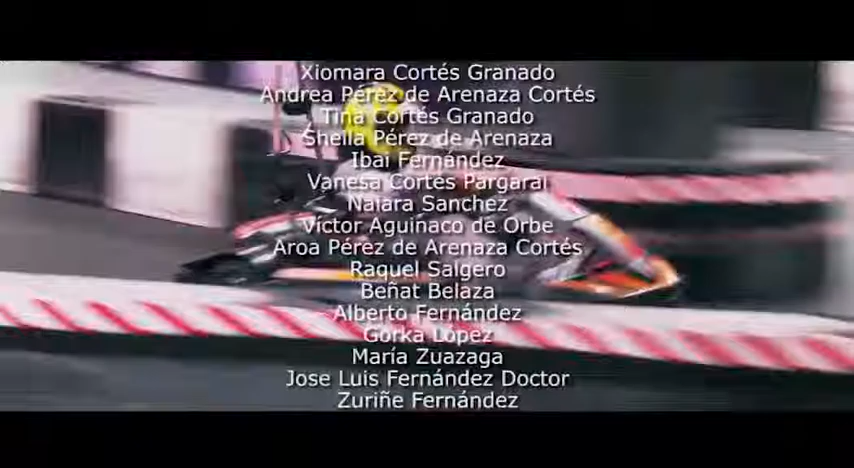 Xiomara Cortés Granado
Andrea Pérez de Arenaza Cortés
Tina Cortés Granado
Sheila Pérez de Arenaza
Ibai Fernández
Vanesa Cortés Pargarai
Naiara Sanchez
Víctor Aguinaco de Orbe
Aroa Pérez de Arenaza Cortés
Raquel Salgero
Beñat Belaza
Alberto Fernández
Gorka López
María Zuazaga
Jose Luis Fernández Doctor
Zuriñe Fernández